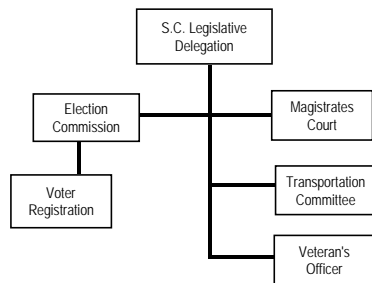 S.C. Legislative
Delegation
Election
Commission
Magistrates
Court
Voter
Registration
Transportation
Committee
Veteran's
Officer